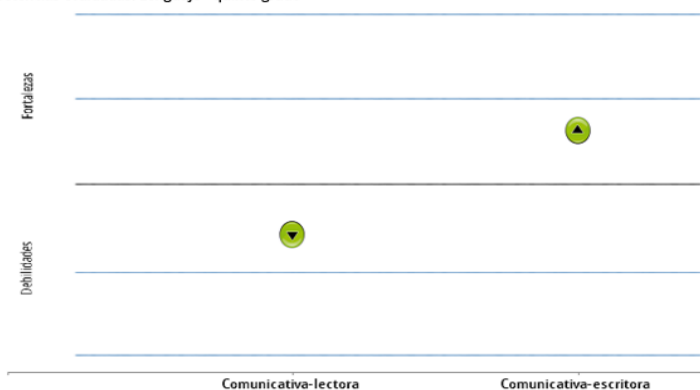 Fortalezas
Debilidades
Comunicativa-lectora
Comunicativa-escritora